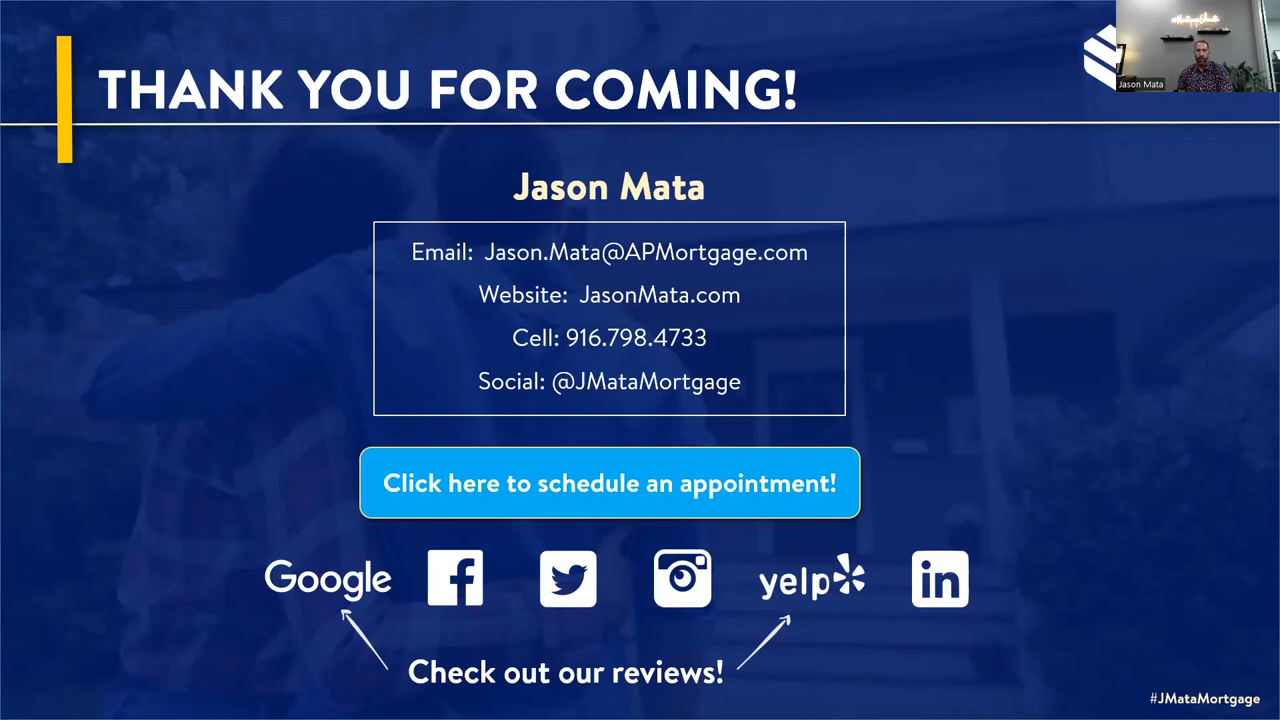 THANK YOU FOR COMING!
Jason Mata
Jason Mata
Email: Jason.Mata@APMortgage.com
Website: JasonMata.com
Cell: 916.798.4733
Social: @JMataMortgage
Click here to schedule an appointment!
Google
yelp
Check out our reviews!
#JMataMortgage